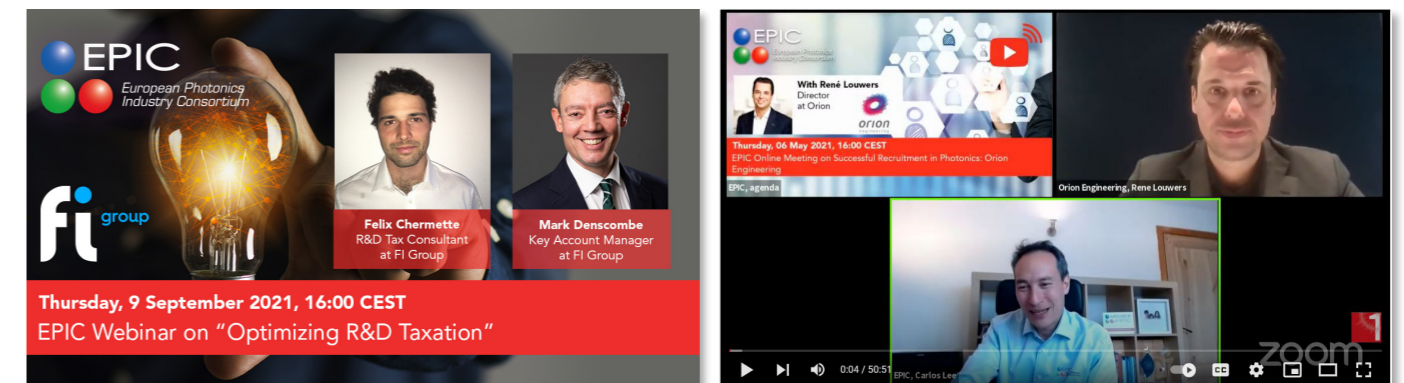 EPIC
European Photonics
Industry Consortium
fi group
Felix Chermette
R&D Tax Consultant
at FI Group
Mark Denscombe
Key Account Manager
at FI Group
Thursday, 9 September 2021, 16:00 CEST
EPIC Webinar on “Optimizing R&D Taxation”
EPIC
European Photonics
Industry Consortium
With René Louwers
Director
at Orion
orion
engineering
Thursday, 06 May 2021, 16:00 CEST
EPIC Online Meeting on Successful Recruitment in Photonics: Orion
Engineering
EPIC, agenda
Orion Engineering, Rene Louwers
1
zoom
0:04 / 50:51
EPIC, Carlos Lee
CC